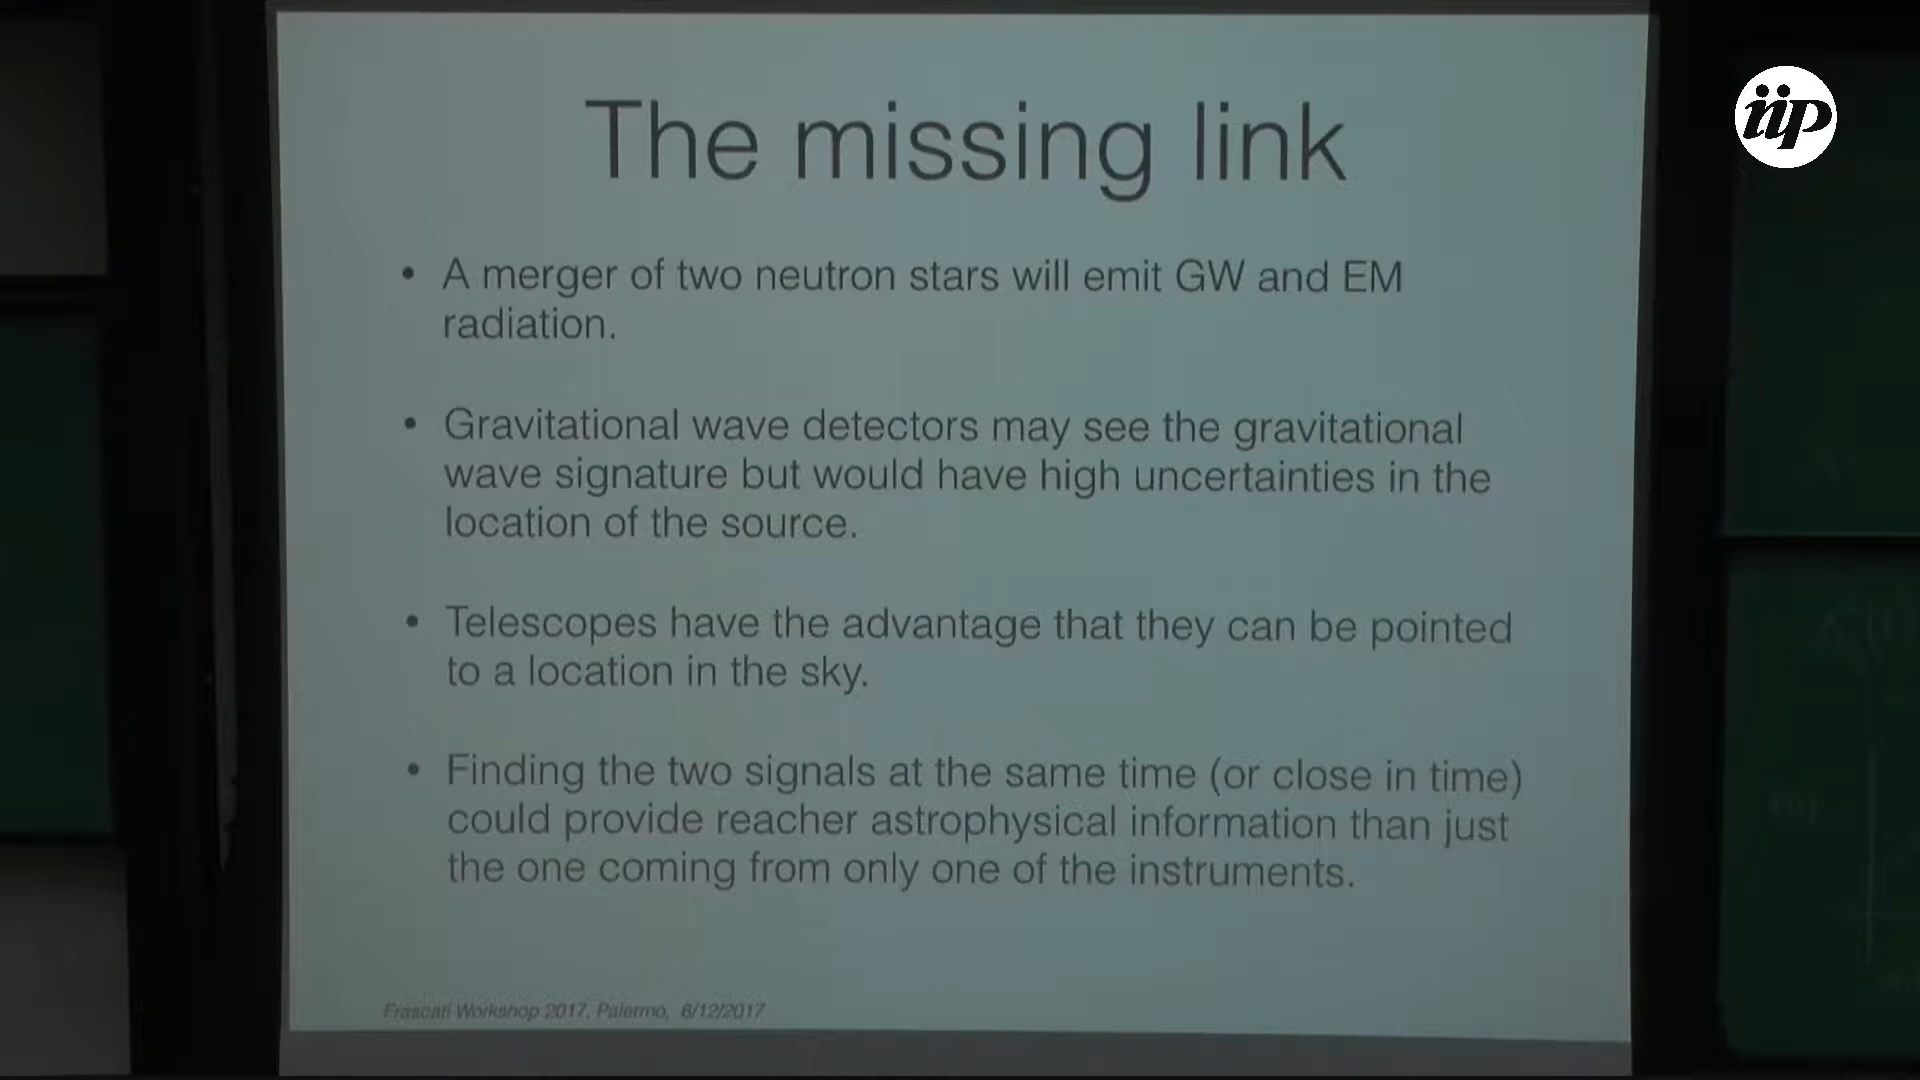 iip
The missing link
• A merger of two neutron stars will emit GW and EM
radiation.
• Gravitational wave detectors may see the gravitational
wave signature but would have high uncertainties in the
location of the source.
• Telescopes have the advantage that they can be pointed
to a location in the sky.
• Finding the two signals at the same time (or close in time)
could provide reacher astrophysical information than just
the one coming from only one of the instruments.
Frascati Workshop 2017, Palermo, 6/12/2017